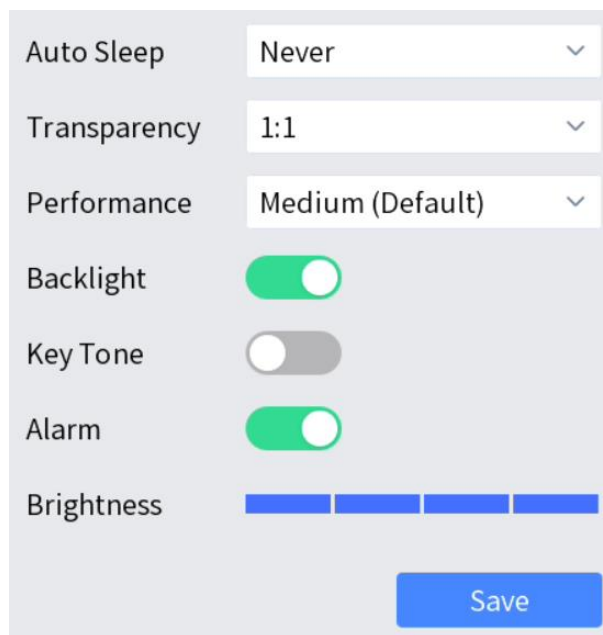 Auto Sleep Never
Transparency 1:1
Performance Medium (Default)
Backlight
Key Tone
Alarm
Brightness
Save